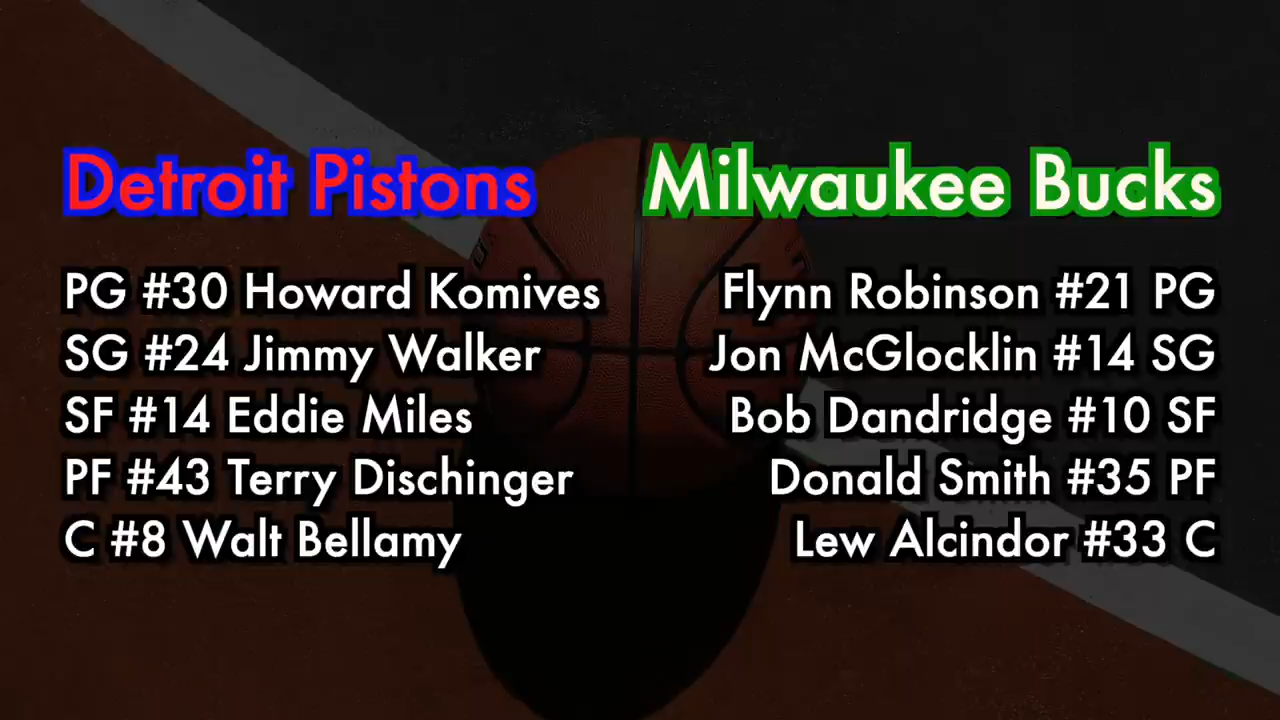 Detroit Pistons
PG #30 Howard Komives
SG #24 Jimmy Walker
SF #14 Eddie Miles
PF #43 Terry Dischinger
C #8 Walt Bellamy
Milwaukee Bucks
Flynn Robinson #21 PG
Jon McGlocklin #14 SG
Bob Dandridge #10 SF
Donald Smith #35 PF
Lew Alcindor #33 C